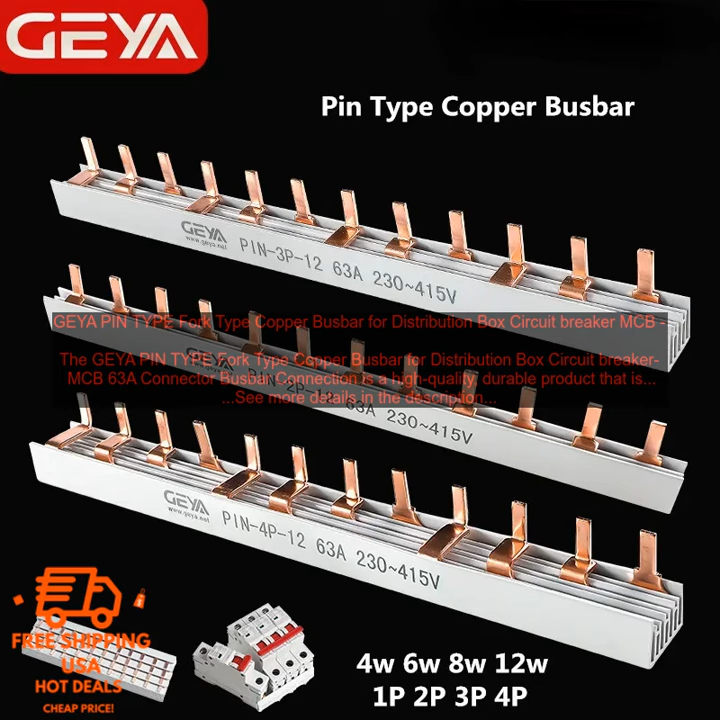 GEYA
Pin Type Copper Busbar
GEYA
www.geya.net
PIN-3P-12 63A 230~415V
GEYA PIN TYPE Fork Type Copper Busbar for Distribution Box Circuit breaker MCB -
The GEYA PIN TYPE Fork Type Copper Busbar for Distribution Box Circuit breaker-
MCB 63A Connector Busbar Connection is a high-quality, durable product that is...
...See more details in the description...
GEYA
PIN-2P-12 63A 230~415V
GEYA
www.geya.net
PIN-4P-12 63A 230~415V
FREE SHIPPING
USA
HOT DEALS
CHEAP PRICE!
4w 6w 8w 12w
1P 2P 3P 4P